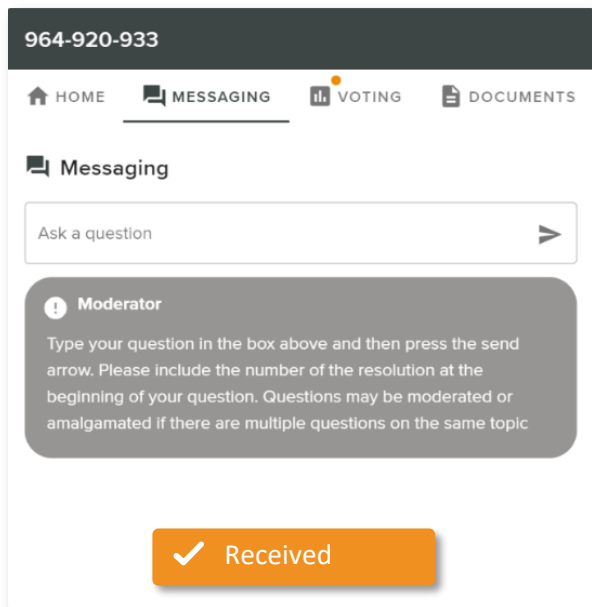 964-920-933
HOME MESSAGING VOTING DOCUMENTS
Messaging
Ask a question
Moderator
Type your question in the box above and then press the send
arrow. Please include the number of the resolution at the
beginning of your question. Questions may be moderated or
amalgamated if there are multiple questions on the same topic
Received